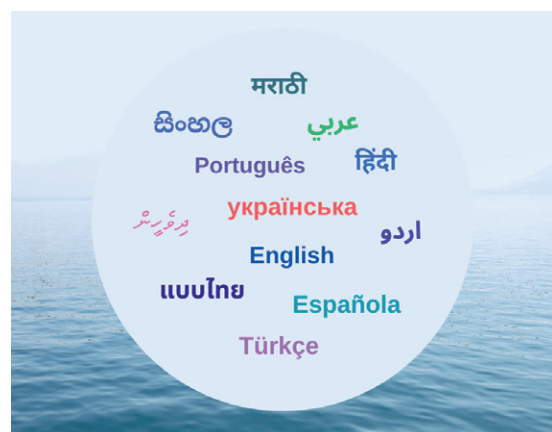 मराठी
සිංහල
عربي
Português
हिंदी
українська
ދިވެހީން
اردو
English
แบบไทย
Española
Türkçe